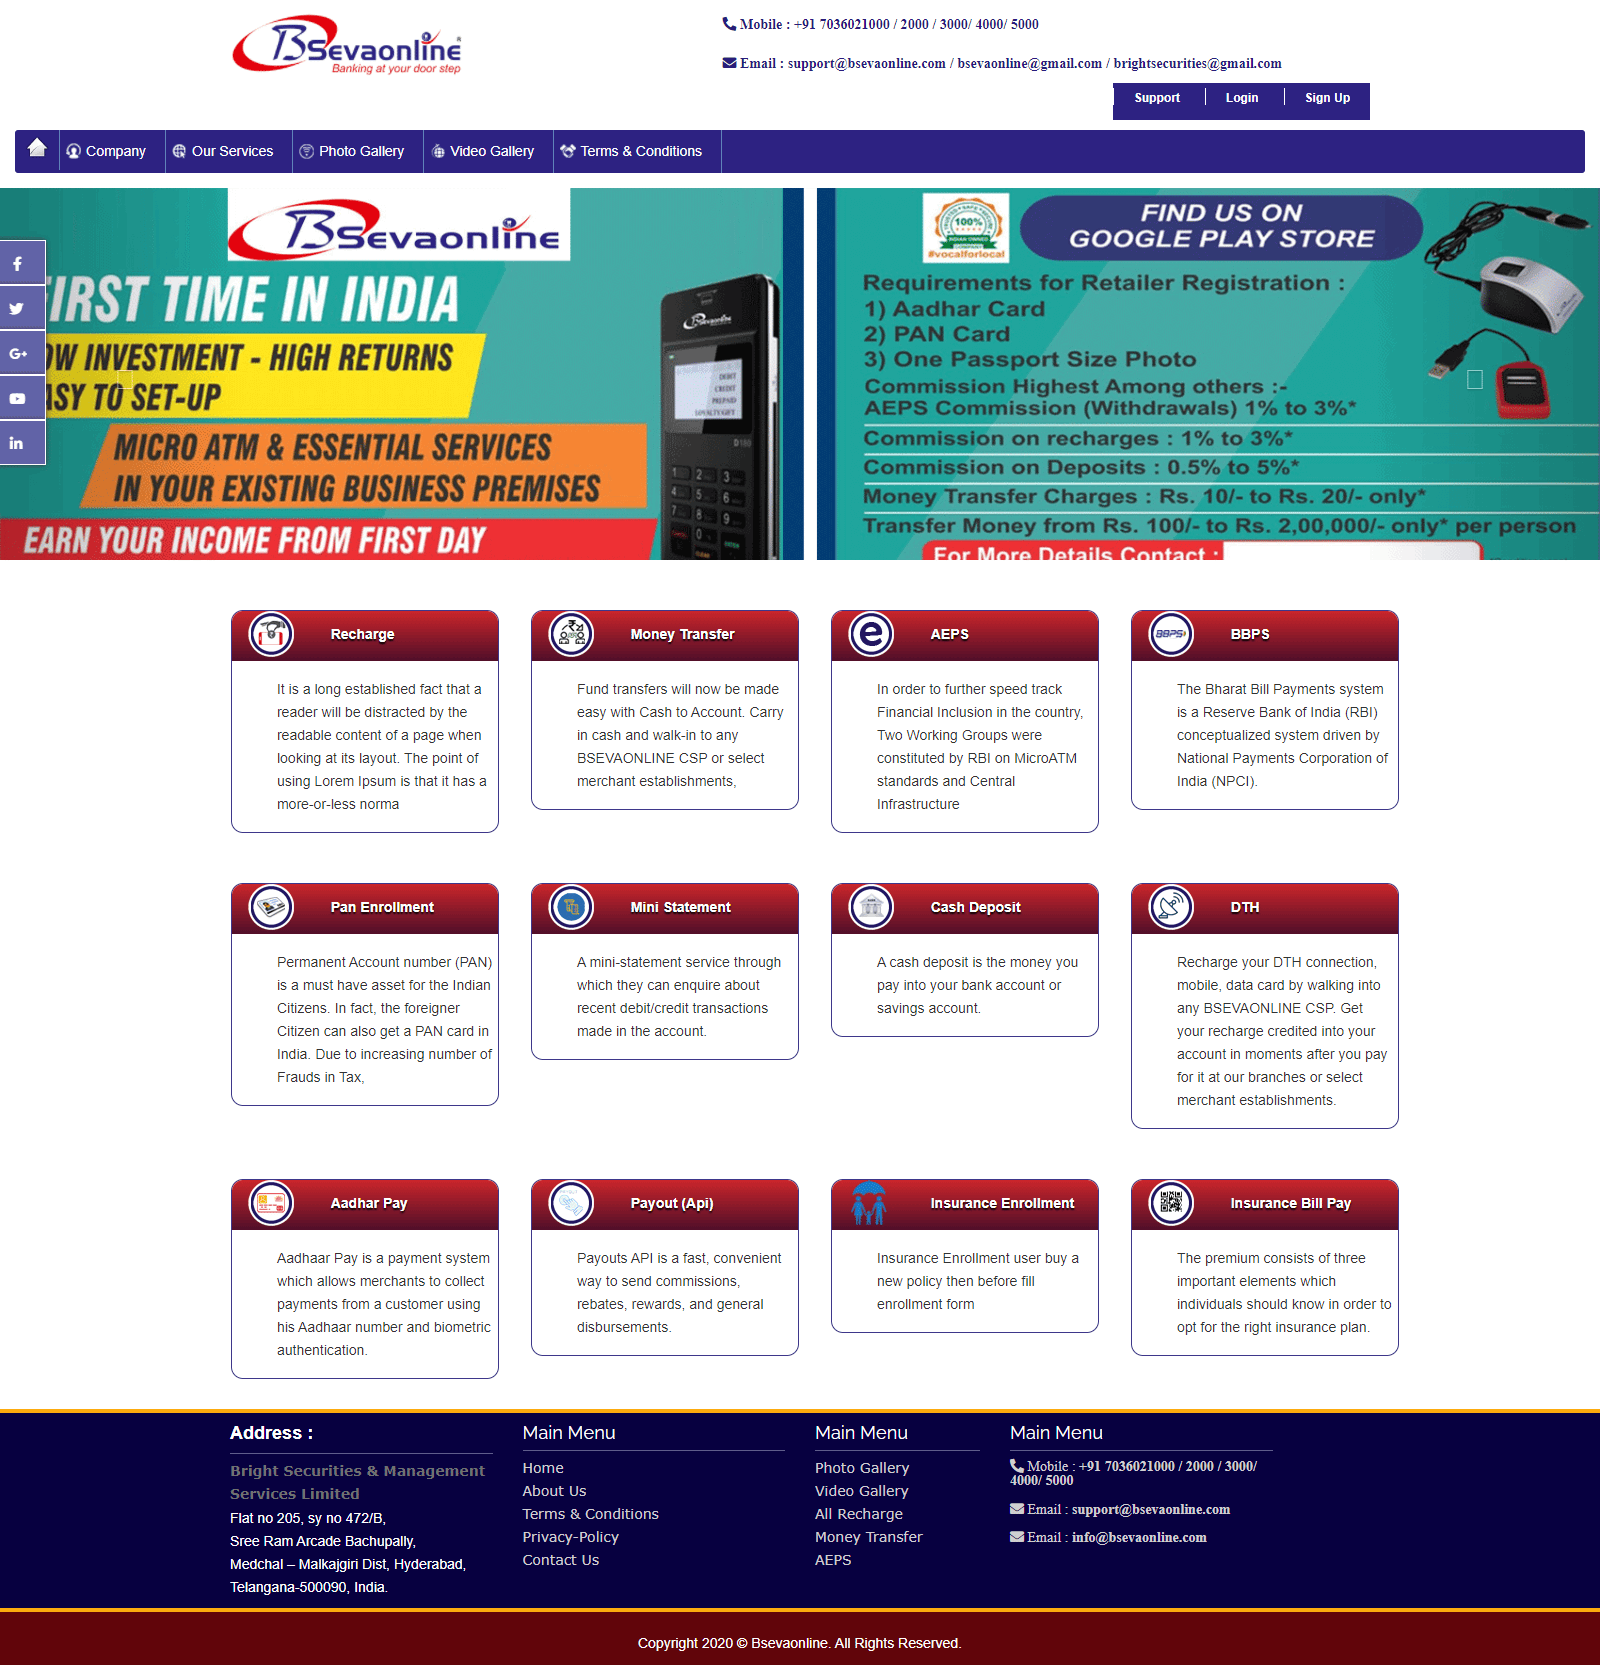 BSevaonline
Banking at your door step
Mobile : +91 7036021000 / 2000 / 3000/ 4000/ 5000
Email : support@bsevaonline.com / bsevaonline@gmail.com / brightsecurities@gmail.com
Support Login Sign Up
Company Our Services Photo Gallery Video Gallery Terms & Conditions
BSevaonline
FIRST TIME IN INDIA
LOW INVESTMENT - HIGH RETURNS
EASY TO SET-UP
MICRO ATM & ESSENTIAL SERVICES
IN YOUR EXISTING BUSINESS PREMISES
EARN YOUR INCOME FROM FIRST DAY
BSevaonline
DEBIT
CREDIT
PREPAID
LOYALTY/GIFT
D180
100%
INDIAN OWNED
#vocalforlocal
FIND US ON
GOOGLE PLAY STORE
Requirements for Retailer Registration :
1) Aadhar Card
2) PAN Card
3) One Passport Size Photo
Commission Highest Among others :-
AEPS Commission (Withdrawals) 1% to 3%*
Commission on recharges : 1% to 3%*
Commission on Deposits : 0.5% to 5%*
Money Transfer Charges : Rs. 10/- to Rs. 20/- only*
Transfer Money from Rs. 100/- to Rs. 2,00,000/- only* per person
For More Details Contact :
Recharge
It is a long established fact that a
reader will be distracted by the
readable content of a page when
looking at its layout. The point of
using Lorem Ipsum is that it has a
more-or-less norma
Money Transfer
Fund transfers will now be made
easy with Cash to Account. Carry
in cash and walk-in to any
BSEVAONLINE CSP or select
merchant establishments,
AEPS
In order to further speed track
Financial Inclusion in the country,
Two Working Groups were
constituted by RBI on MicroATM
standards and Central
Infrastructure
BBPS
BBPS
The Bharat Bill Payments system
is a Reserve Bank of India (RBI)
conceptualized system driven by
National Payments Corporation of
India (NPCI).
Pan Enrollment
Permanent Account number (PAN)
is a must have asset for the Indian
Citizens. In fact, the foreigner
Citizen can also get a PAN card in
India. Due to increasing number of
Frauds in Tax,
Mini Statement
A mini-statement service through
which they can enquire about
recent debit/credit transactions
made in the account.
Cash Deposit
A cash deposit is the money you
pay into your bank account or
savings account.
DTH
Recharge your DTH connection,
mobile, data card by walking into
any BSEVAONLINE CSP. Get
your recharge credited into your
account in moments after you pay
for it at our branches or select
merchant establishments.
Aadhar Pay
Aadhaar Pay is a payment system
which allows merchants to collect
payments from a customer using
his Aadhaar number and biometric
authentication.
Payout (Api)
Payouts API is a fast, convenient
way to send commissions,
rebates, rewards, and general
disbursements.
Insurance Enrollment
Insurance Enrollment user buy a
new policy then before fill
enrollment form
Insurance Bill Pay
The premium consists of three
important elements which
individuals should know in order to
opt for the right insurance plan.
Address :
Bright Securities & Management
Services Limited
Flat no 205, sy no 472/B,
Sree Ram Arcade Bachupally,
Medchal – Malkajgiri Dist, Hyderabad,
Telangana-500090, India.
Main Menu
Home
About Us
Terms & Conditions
Privacy-Policy
Contact Us
Main Menu
Photo Gallery
Video Gallery
All Recharge
Money Transfer
AEPS
Main Menu
Mobile : +91 7036021000 / 2000 / 3000/
4000/ 5000
Email : support@bsevaonline.com
Email : info@bsevaonline.com
Copyright 2020 © Bsevaonline. All Rights Reserved.